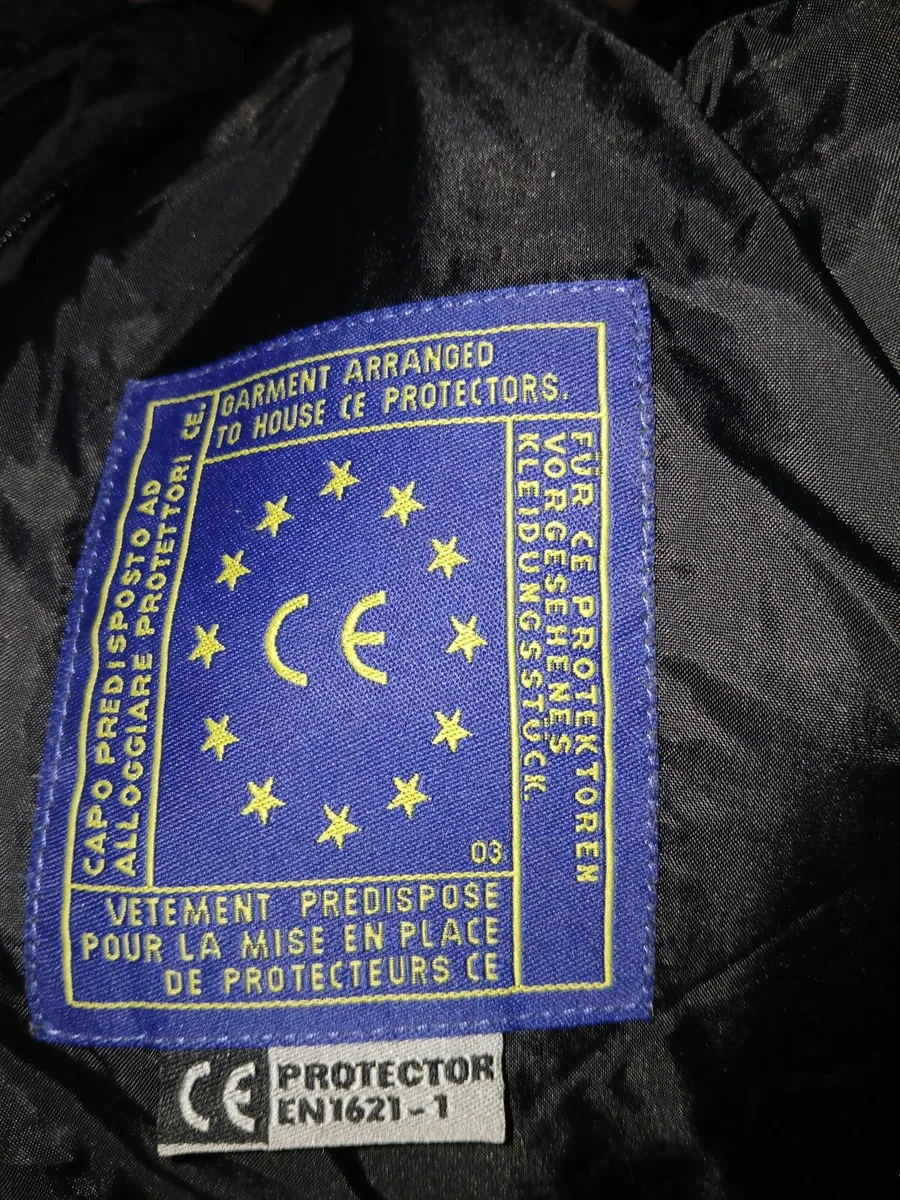 GARMENT ARRANGED
TO HOUSE CE PROTECTORS.
FÜR CE PROTEKTOREN
VORGESEHENES
KLEIDUNGSSTÜCK.
CAPO PREDISPOSTO AD
ALLOGGIARE PROTETTORI CE.
CE
03
VETEMENT PREDISPOSE
POUR LA MISE EN PLACE
DE PROTECTEURS CE
CE PROTECTOR
EN1621-1